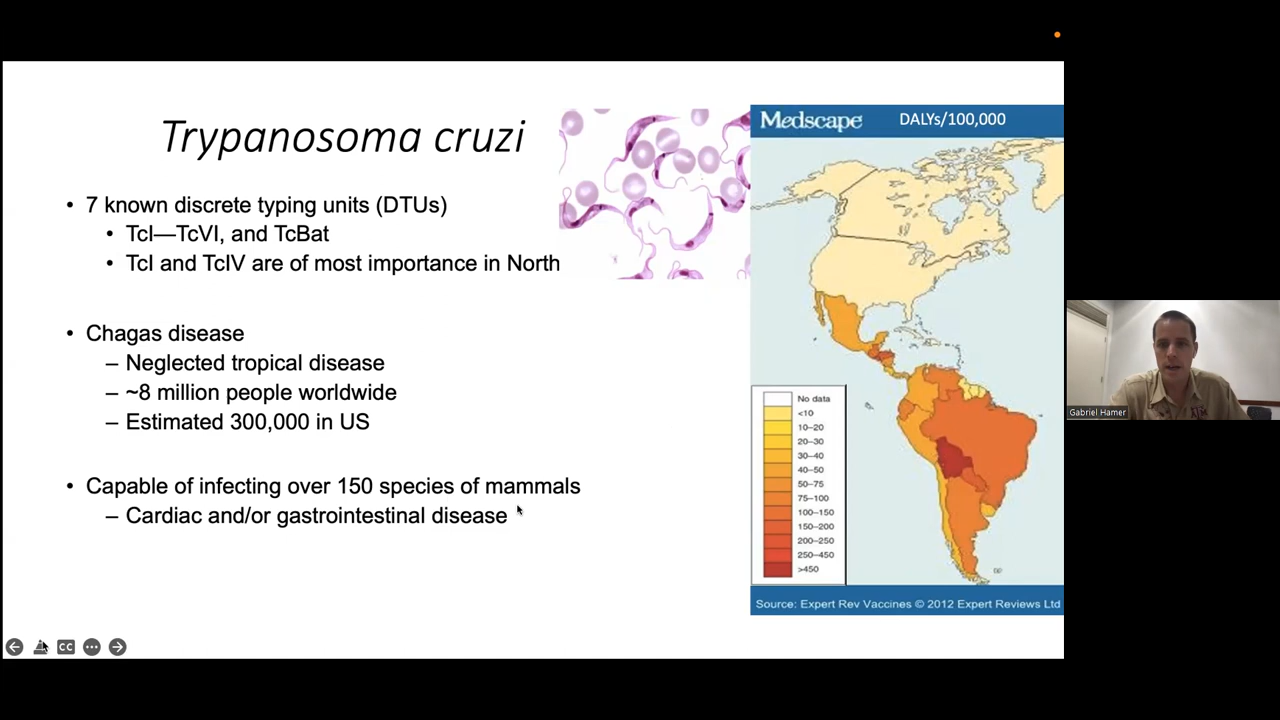 Trypanosoma cruzi
• 7 known discrete typing units (DTUs)
• TcI—TcVI, and TcBat
• TcI and TcIV are of most importance in North
• Chagas disease
– Neglected tropical disease
– ~8 million people worldwide
– Estimated 300,000 in US
• Capable of infecting over 150 species of mammals
– Cardiac and/or gastrointestinal disease
Medscape DALYs/100,000
No data
<10
10–20
20–30
30–40
40–50
50–75
75–100
100–150
150–200
200–250
250–450
>450
Source: Expert Rev Vaccines © 2012 Expert Reviews Ltd
CC
Gabriel Hamer